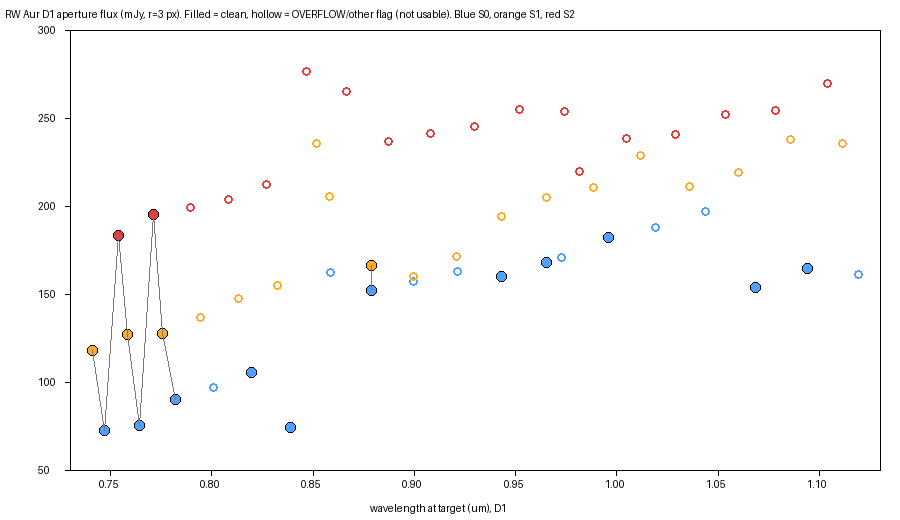 RW Aur D1 aperture flux (mJy, r=3 px). Filled = clean, hollow = OVERFLOW/other flag (not usable). Blue S0, orange S1, red S2
300
250
200
150
100
50
0.75 0.80 0.85 0.90 0.95 1.00 1.05 1.10
wavelength at target (um), D1